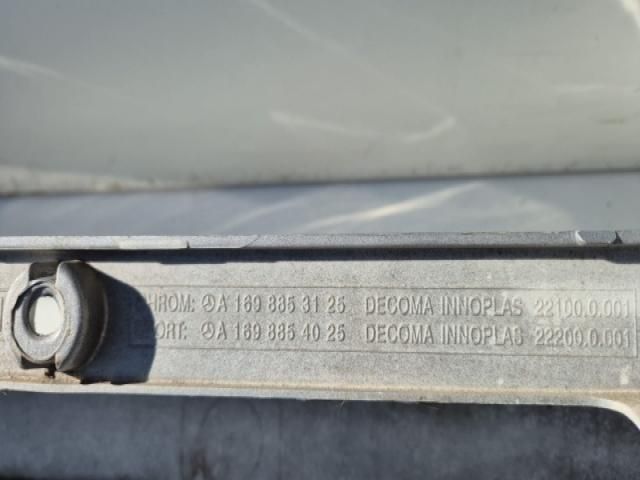 CHROM: A 169 885 31 25 DECOMA INNOPLAS 22100.0.001
PORT: A 169 885 40 25 DECOMA INNOPLAS 22200.0.001